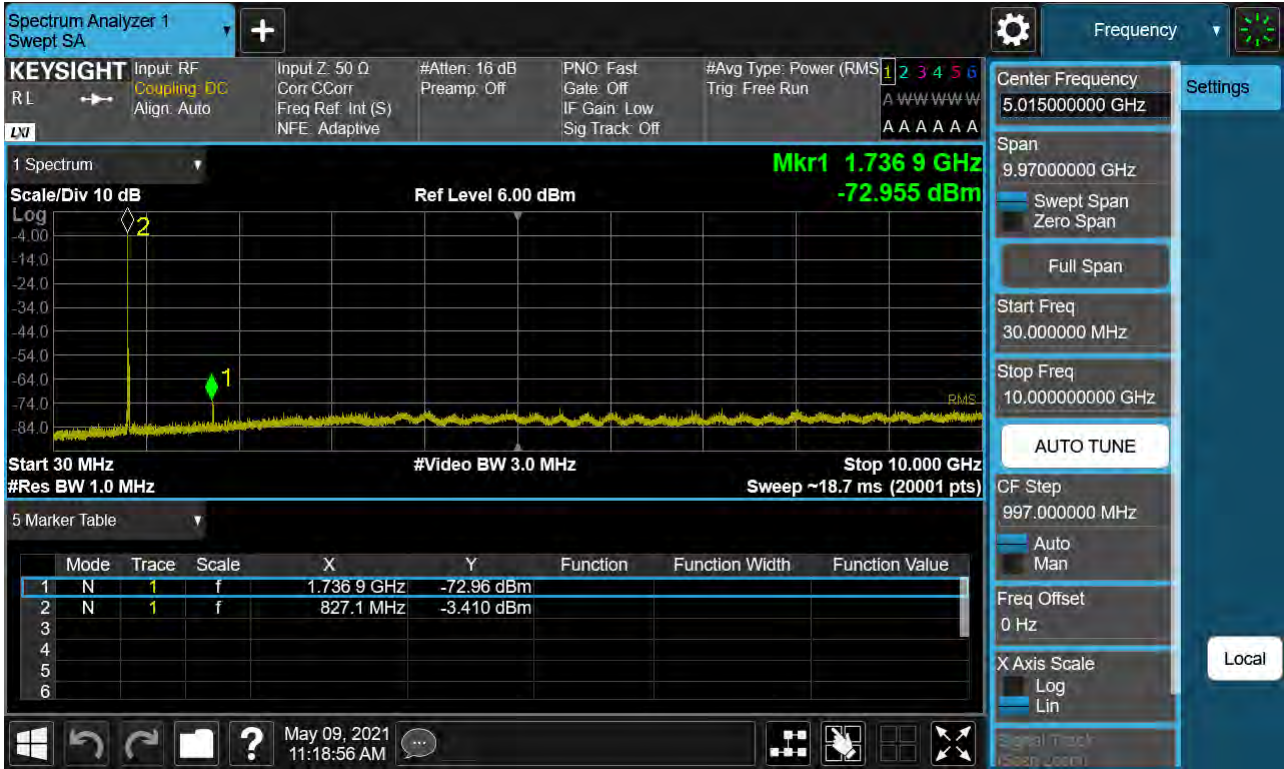 Spectrum Analyzer 1
Swept SA
+
Frequency
KEYSIGHT
R L
LXI
Input: RF
Coupling: DC
Align: Auto
Input Z: 50 Ω
Corr CCorr
Freq Ref: Int (S)
NFE: Adaptive
#Atten: 16 dB
Preamp: Off
PNO: Fast
Gate: Off
IF Gain: Low
Sig Track: Off
#Avg Type: Power (RMS
Trig: Free Run
1 2 3 4 5 6
A W W W W W
A A A A A A
Center Frequency
5.015000000 GHz
Settings
1 Spectrum
Mkr1 1.736 9 GHz
Scale/Div 10 dB
Ref Level 6.00 dBm
-72.955 dBm
Log
2
-4.00
-14.0
-24.0
-34.0
-44.0
-54.0
-64.0
1
-74.0
RMS
-84.0
Start 30 MHz
#Video BW 3.0 MHz
Stop 10.000 GHz
#Res BW 1.0 MHz
Sweep ~18.7 ms (20001 pts)
Span
9.97000000 GHz
Swept Span
Zero Span
Full Span
Start Freq
30.000000 MHz
Stop Freq
10.000000000 GHz
AUTO TUNE
CF Step
997.000000 MHz
Auto
Man
Freq Offset
0 Hz
X Axis Scale
Log
Lin
Signal Track
(Span Zoom)
Local
5 Marker Table
Mode Trace Scale X Y Function Function Width Function Value
1 N 1 f 1.736 9 GHz -72.96 dBm
2 N 1 f 827.1 MHz -3.410 dBm
3
4
5
6
?
May 09, 2021
11:18:56 AM